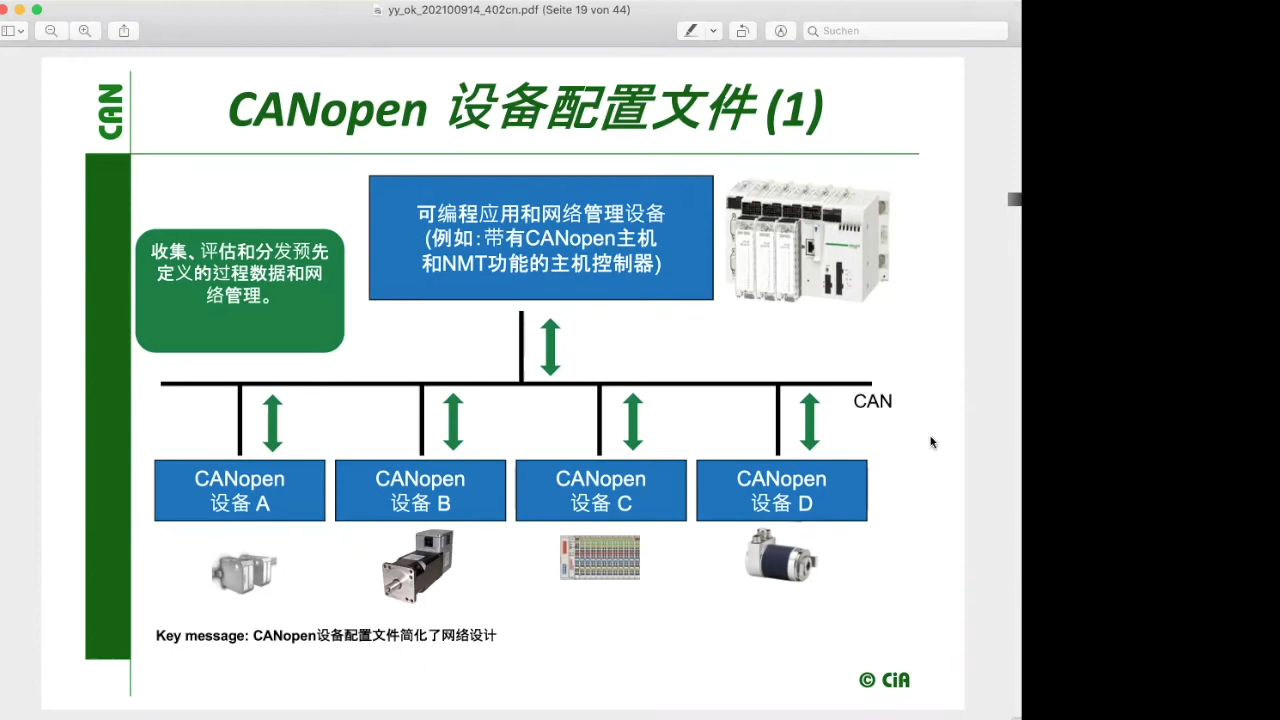 yy_ok_202100914_402cn.pdf (Seite 19 von 44)
Suchen
CAN
CANopen 设备配置文件 (1)
可编程应用和网络管理设备
(例如: 带有CANopen主机
和NMT功能的主机控制器)
收集、评估和分发预先
定义的过程数据和网
络管理。
CAN
CANopen
设备 A
CANopen
设备 B
CANopen
设备 C
CANopen
设备 D
Key message: CANopen设备配置文件简化了网络设计
© CiA